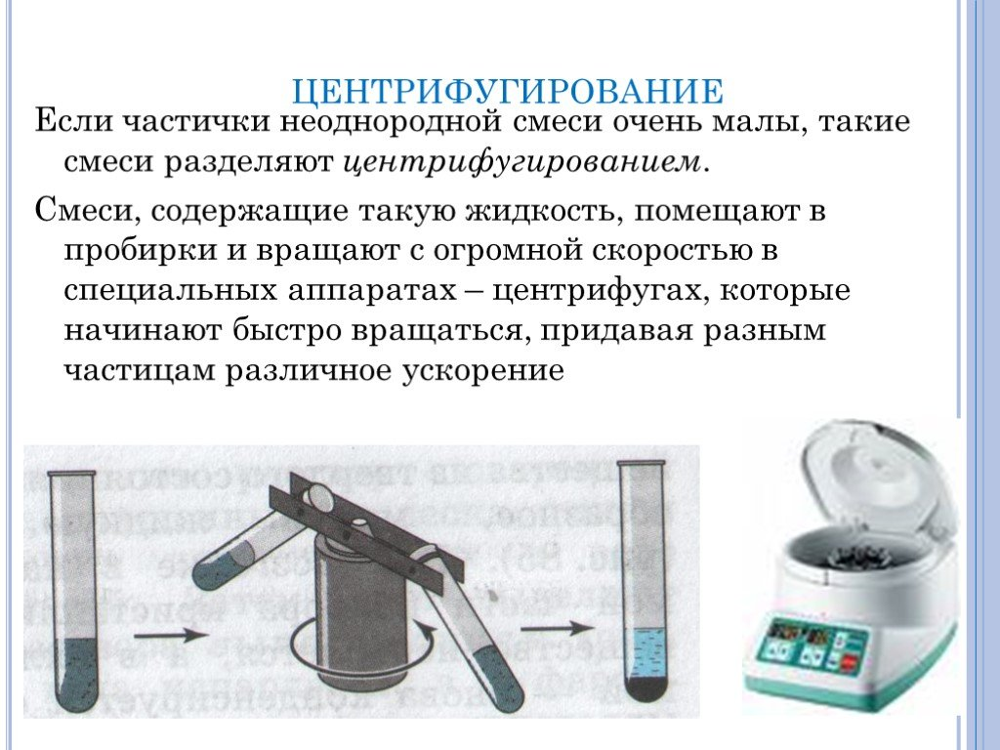 ЦЕНТРИФУГИРОВАНИЕ
Если частички неоднородной смеси очень малы, такие
смеси разделяют центрифугированием.
Смеси, содержащие такую жидкость, помещают в
пробирки и вращают с огромной скоростью в
специальных аппаратах – центрифугах, которые
начинают быстро вращаться, придавая разным
частицам различное ускорение